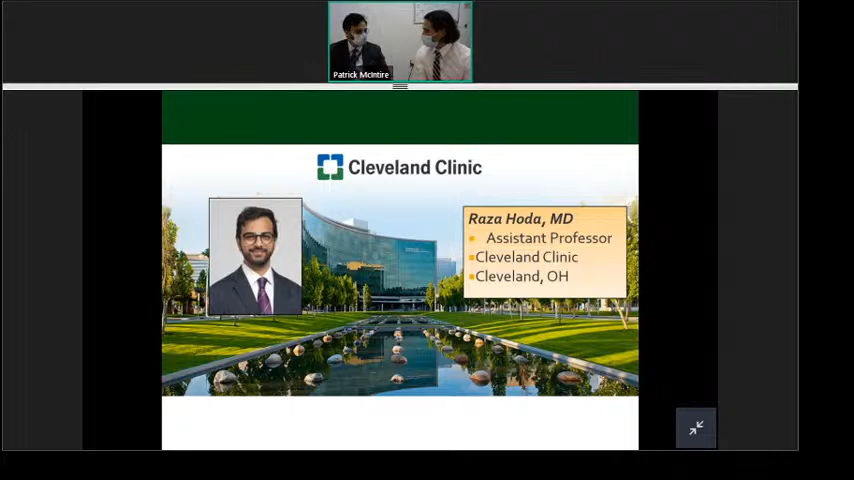 Patrick McIntire
Cleveland Clinic
Raza Hoda, MD
Assistant Professor
Cleveland Clinic
Cleveland, OH